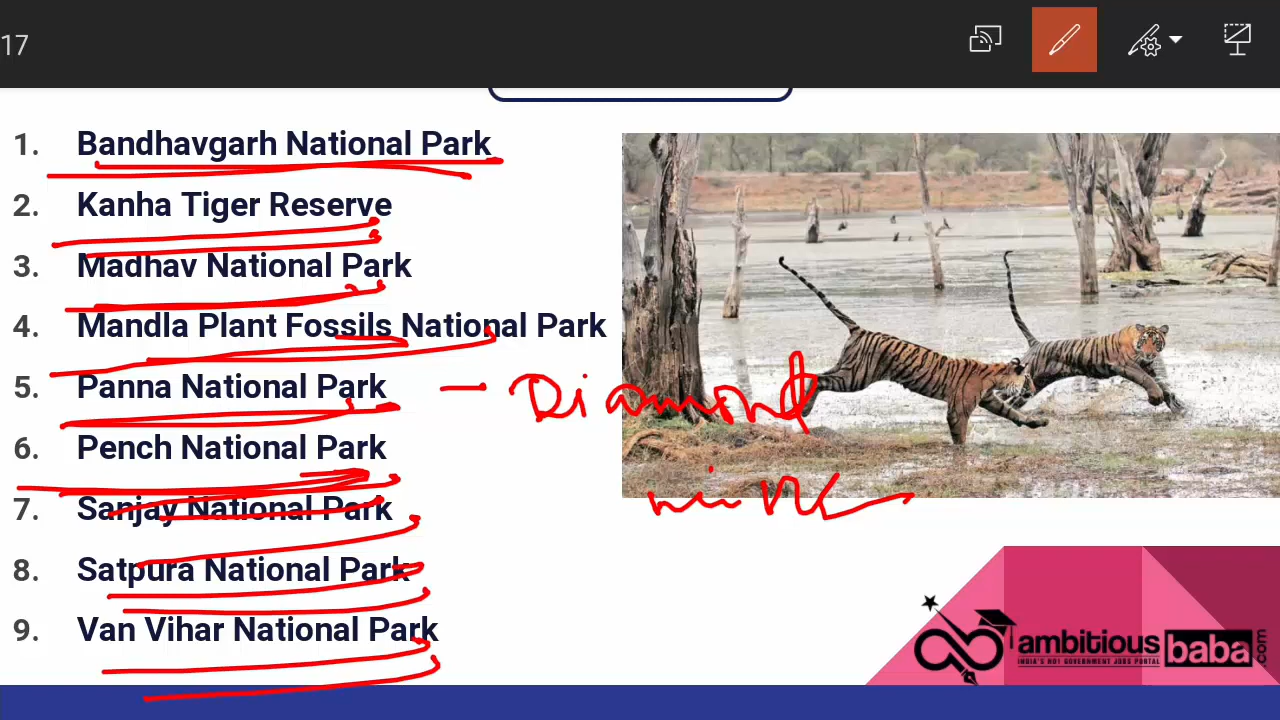 17
1. Bandhavgarh National Park
2. Kanha Tiger Reserve
3. Madhav National Park
4. Mandla Plant Fossils National Park
5. Panna National Park - Diamond
6. Pench National Park
7. Sanjay National Park
8. Satpura National Park
9. Van Vihar National Park
ambitiousbaba.com
INDIA'S NO1 GOVERNMENT JOBS PORTAL